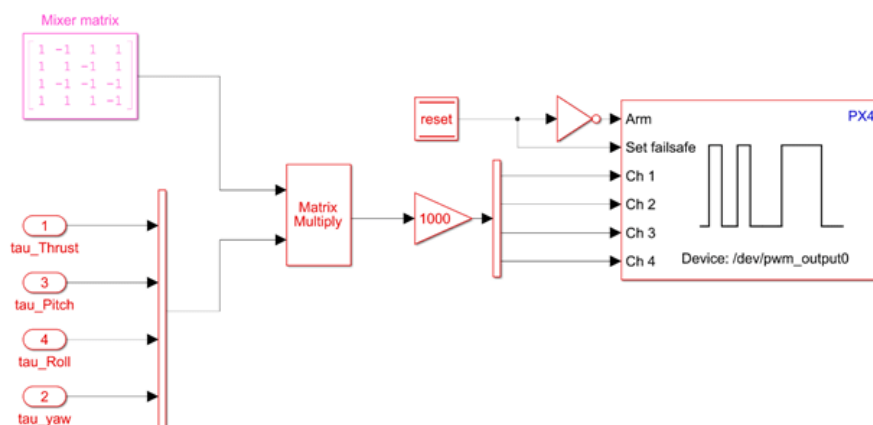 Mixer matrix
1 -1 1 1
1 1 -1 1
1 -1 -1 -1
1 1 1 -1
1
tau_Thrust
3
tau_Pitch
4
tau_Roll
2
tau_yaw
Matrix
Multiply
1000
reset
PX4
Arm
Set failsafe
Ch 1
Ch 2
Ch 3
Ch 4
Device: /dev/pwm_output0